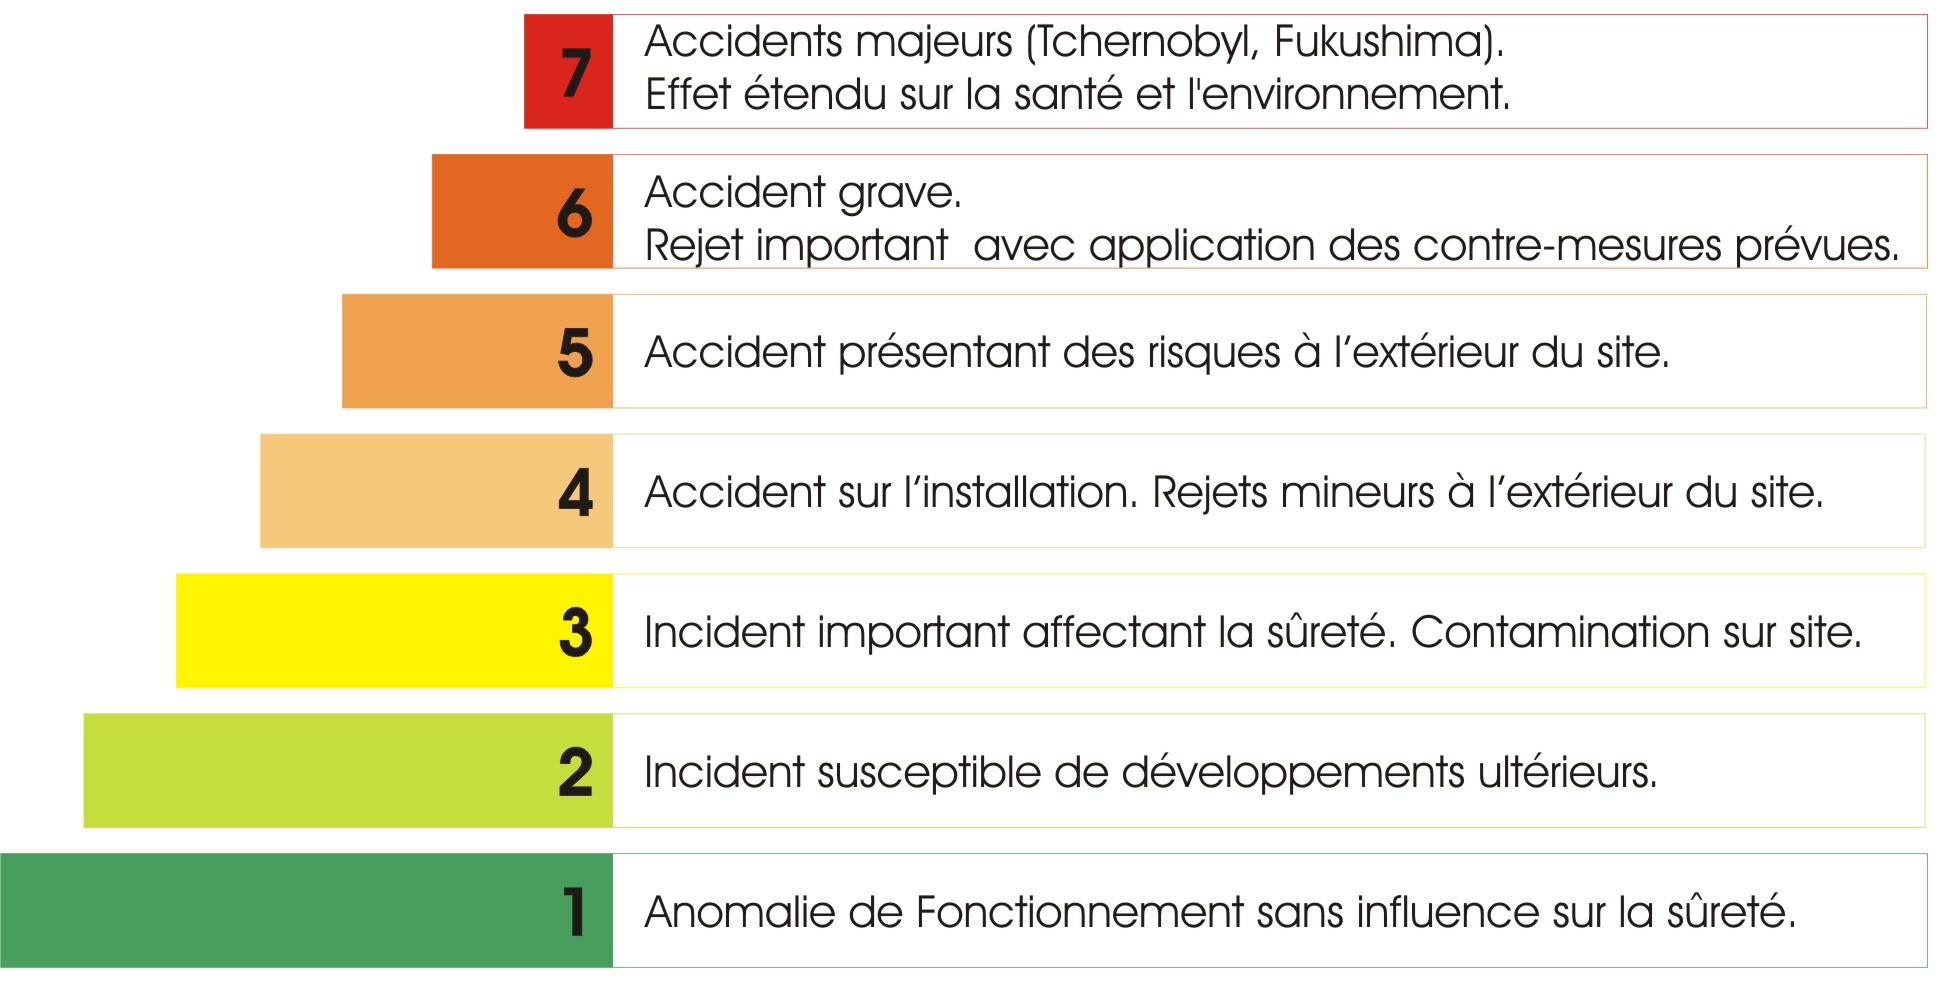 7
Accidents majeurs (Tchernobyl, Fukushima).
Effet étendu sur la santé et l'environnement.
6
Accident grave.
Rejet important  avec application des contre-mesures prévues.
5
Accident présentant des risques à l’extérieur du site.
4
Accident sur l’installation. Rejets mineurs à l’extérieur du site.
3
Incident important affectant la sûreté. Contamination sur site.
2
Incident susceptible de développements ultérieurs.
1
Anomalie de Fonctionnement sans influence sur la sûreté.